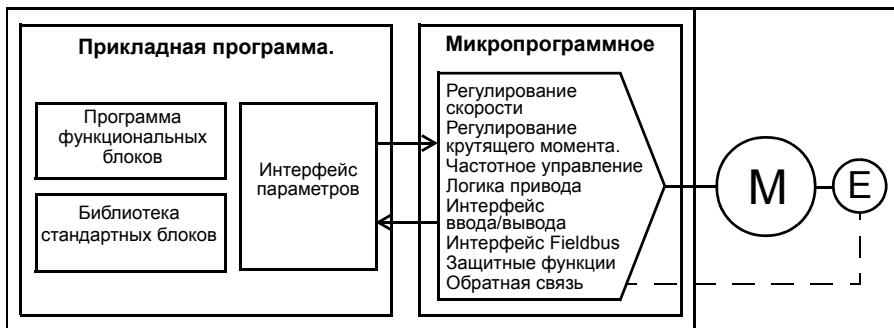 Прикладная программа.
Программа
функциональных
блоков
Библиотека
стандартных блоков
Интерфейс
параметров
Микропрограммное
Регулирование
скорости
Регулирование
крутящего момента.
Частотное управление
Логика привода
Интерфейс
ввода/вывода
Интерфейс Fieldbus
Защитные функции
Обратная связь
M
E